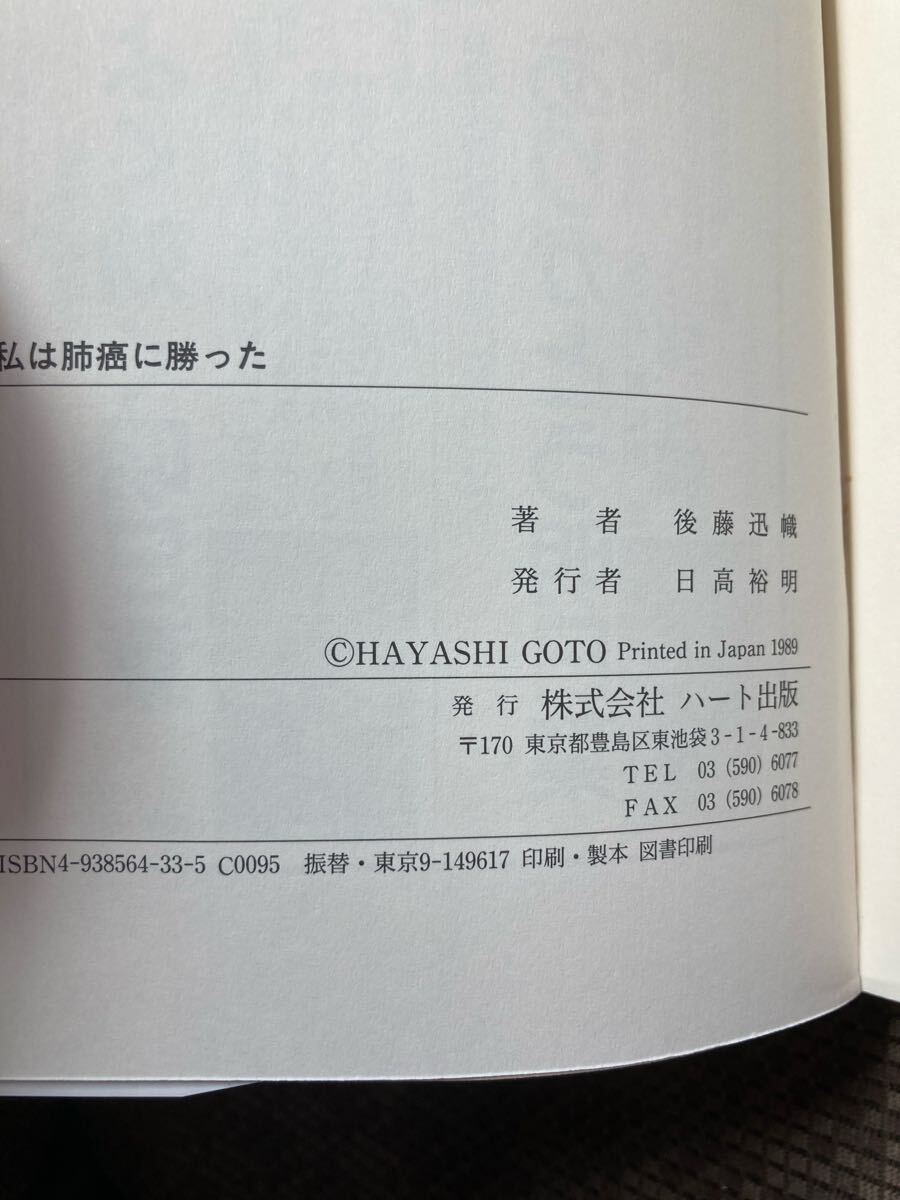 私は肺癌に勝った
著者 後藤迅幟
発行者 日高裕明
©HAYASHI GOTO Printed in Japan 1989
発行 株式会社 ハート出版
〒170 東京都豊島区東池袋3-1-4-833
TEL 03 (590) 6077
FAX 03 (590) 6078
ISBN4-938564-33-5 C0095 振替・東京9-149617 印刷・製本 図書印刷